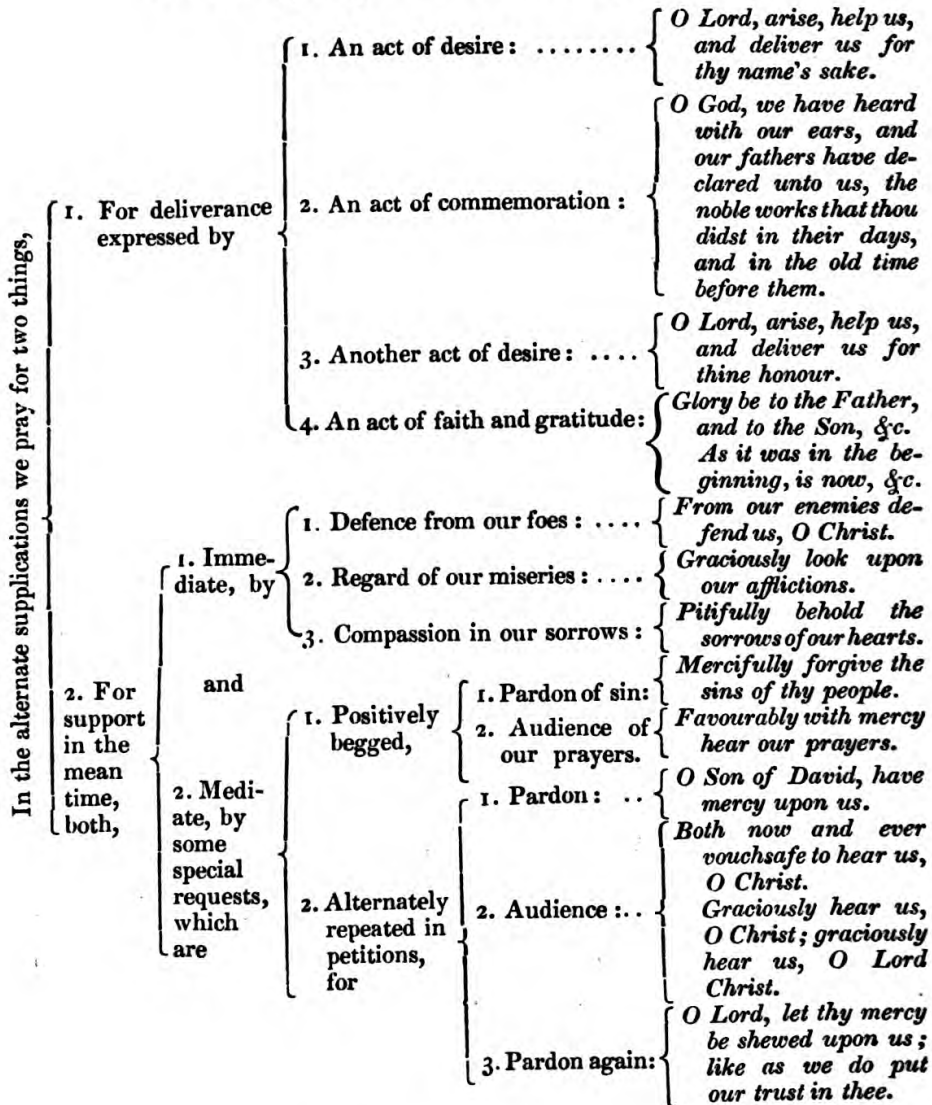 In the alternate supplications we pray for two things,
1. For deliverance
expressed by
1. An act of desire : ........
O Lord, arise, help us,
and deliver us for
thy name's sake.
2. An act of commemoration :
O God, we have heard
with our ears, and
our fathers have de-
clared unto us, the
noble works that thou
didst in their days,
and in the old time
before them.
3. Another act of desire : ....
O Lord, arise, help us,
and deliver us for
thine honour.
4. An act of faith and gratitude:
Glory be to the Father,
and to the Son, &c.
As it was in the be-
ginning, is now, &c.
2. For
support
in the
mean
time,
both,
1. Imme-
diate, by
1. Defence from our foes : ....
From our enemies de-
fend us, O Christ.
2. Regard of our miseries : ....
Graciously look upon
our afflictions.
3. Compassion in our sorrows :
Pitifully behold the
sorrows of our hearts.
and
2. Medi-
ate, by
some
special
requests,
which
are
1. Positively
begged,
1. Pardon of sin:
Mercifully forgive the
sins of thy people.
2. Audience of
our prayers.
Favourably with mercy
hear our prayers.
2. Alternately
repeated in
petitions,
for
1. Pardon : ..
O Son of David, have
mercy upon us.
2. Audience :..
Both now and ever
vouchsafe to hear us,
O Christ.
Graciously hear us,
O Christ; graciously
hear us, O Lord
Christ.
3. Pardon again:
O Lord, let thy mercy
be shewed upon us;
like as we do put
our trust in thee.